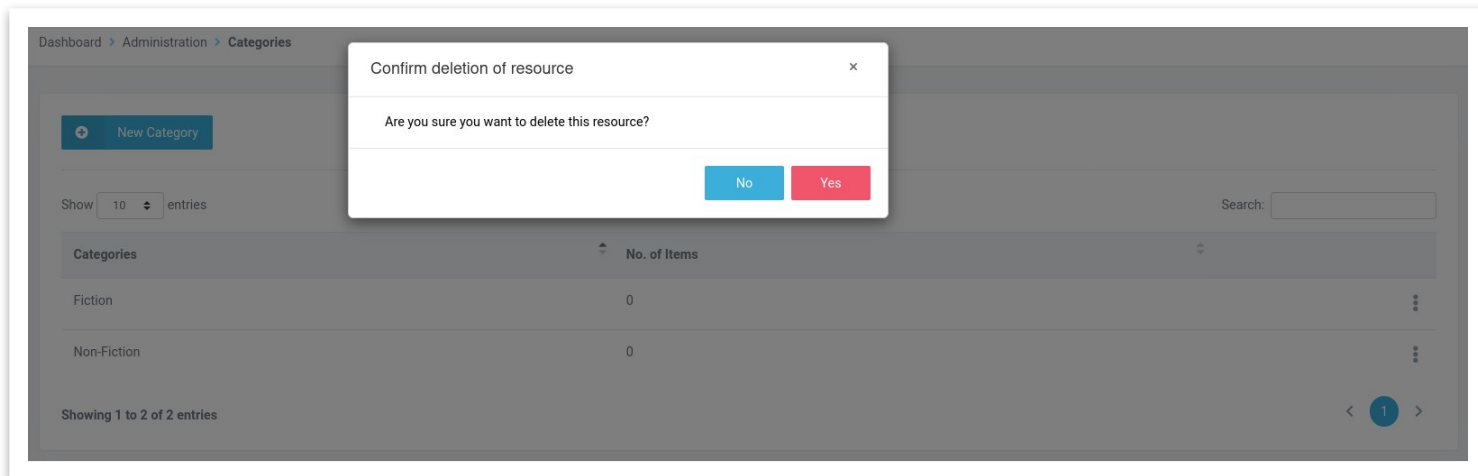 Dashboard > Administration > Categories
Confirm deletion of resource ×
Are you sure you want to delete this resource?
No Yes
New Category
Show 10 entries Search:
Categories No. of Items
Fiction 0
Non-Fiction 0
Showing 1 to 2 of 2 entries < 1 >